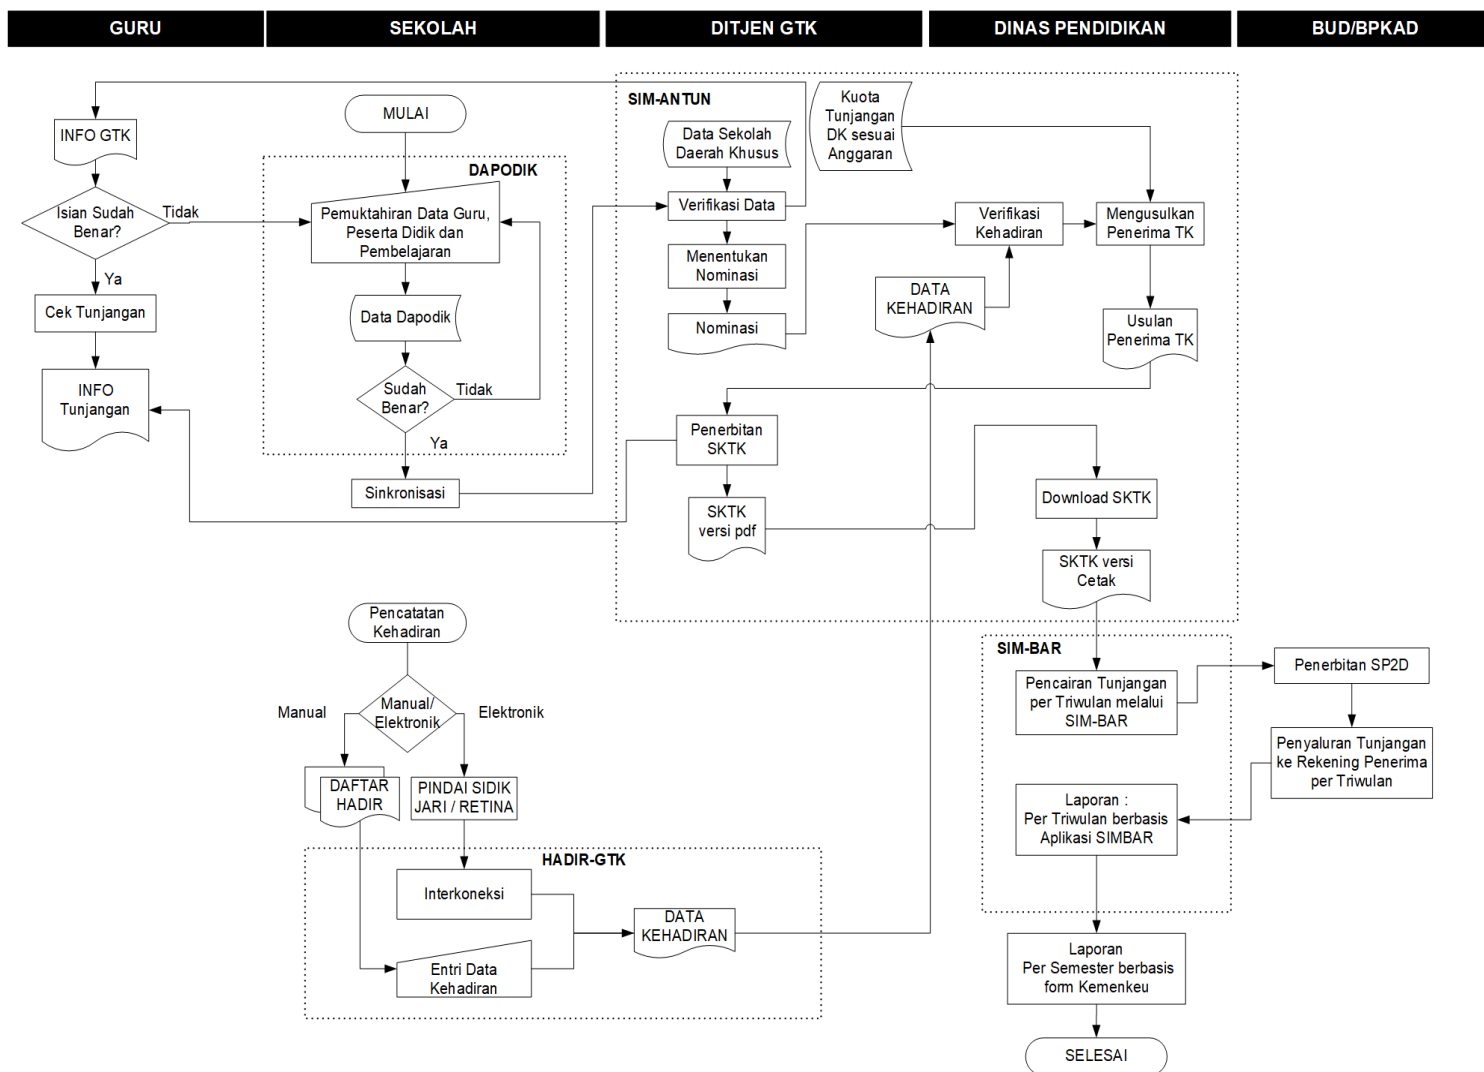 GURU
SEKOLAH
DITJEN GTK
DINAS PENDIDIKAN
BUD/BPKAD
INFO GTK
Isian Sudah
Benar?
Tidak
Ya
Cek Tunjangan
INFO
Tunjangan
MULAI
DAPODIK
Pemuktahiran Data Guru,
Peserta Didik dan
Pembelajaran
Data Dapodik
Sudah
Benar?
Tidak
Ya
Sinkronisasi
SIM-ANTUN
Data Sekolah
Daerah Khusus
Verifikasi Data
Menentukan
Nominasi
Nominasi
Kuota
Tunjangan
DK sesuai
Anggaran
Verifikasi
Kehadiran
Mengusulkan
Penerima TK
DATA
KEHADIRAN
Usulan
Penerima TK
Penerbitan
SKTK
SKTK
versi pdf
Download SKTK
SKTK versi
Cetak
Pencatatan
Kehadiran
Manual/
Elektronik
Manual
Elektronik
DAFTAR
HADIR
PINDAI SIDIK
JARI / RETINA
HADIR-GTK
Interkoneksi
Entri Data
Kehadiran
DATA
KEHADIRAN
SIM-BAR
Pencairan Tunjangan
per Triwulan melalui
SIM-BAR
Penerbitan SP2D
Penyaluran Tunjangan
ke Rekening Penerima
per Triwulan
Laporan :
Per Triwulan berbasis
Aplikasi SIMBAR
Laporan
Per Semester berbasis
form Kemenkeu
SELESAI